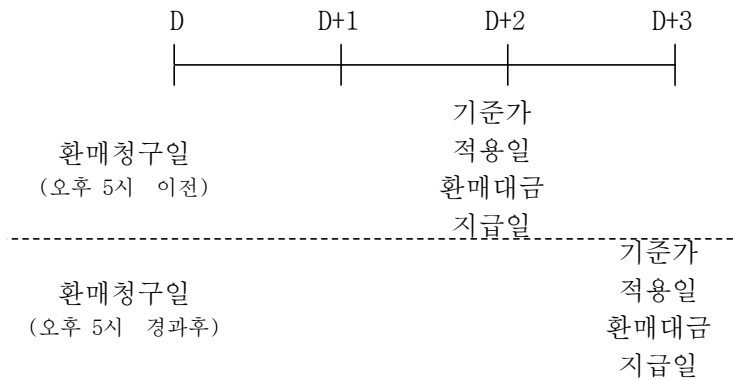 D D+1 D+2 D+3
환매청구일
(오후 5시 이전)
기준가
적용일
환매대금
지급일
환매청구일
(오후 5시 경과후)
기준가
적용일
환매대금
지급일